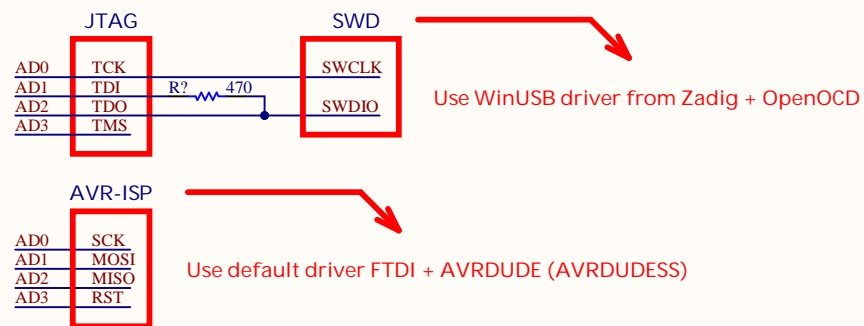 JTAG SWD
AD0 TCK SWCLK
AD1 TDI R? 470
AD2 TDO SWDIO
AD3 TMS
Use WinUSB driver from Zadig + OpenOCD
AVR-ISP
AD0 SCK
AD1 MOSI
AD2 MISO
AD3 RST
Use default driver FTDI + AVRDUDE (AVRDUDESS)